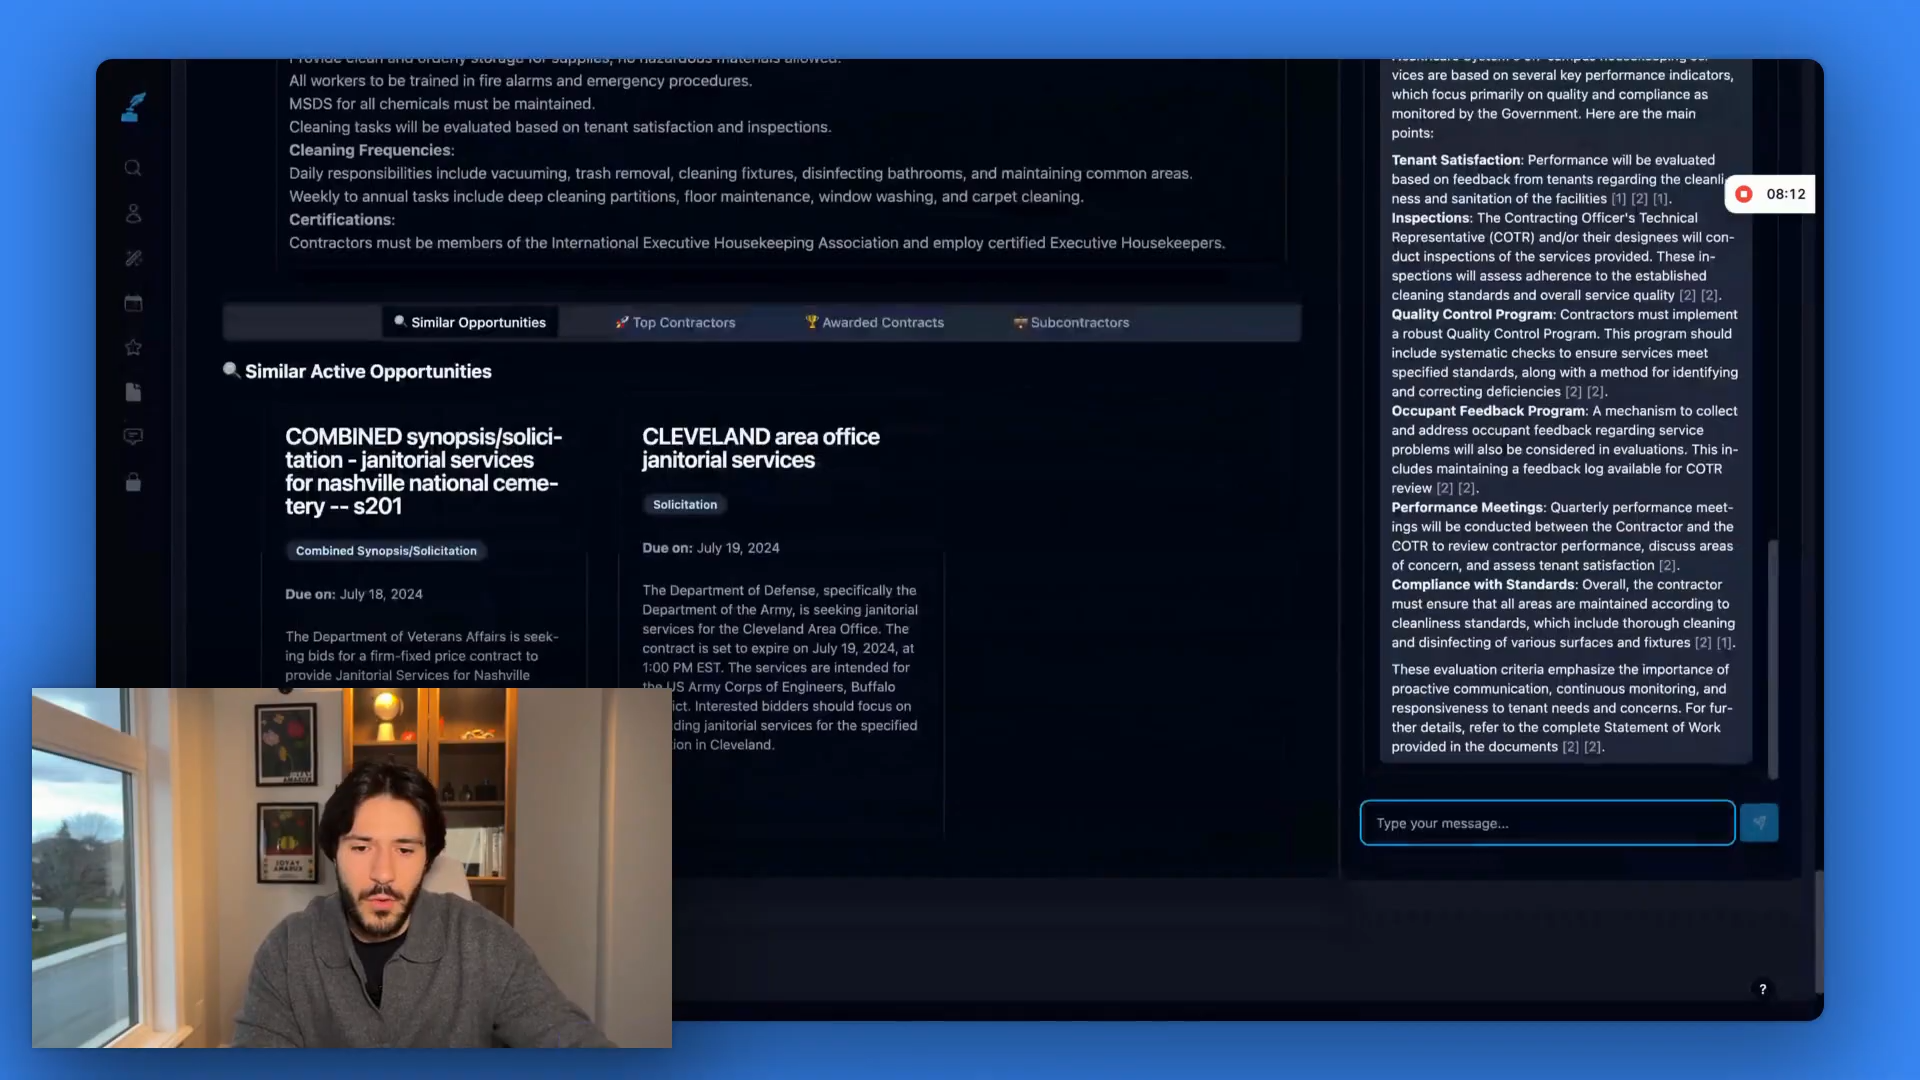 Provide clean and orderly storage for supplies, no hazardous materials allowed.
All workers to be trained in fire alarms and emergency procedures.
MSDS for all chemicals must be maintained.
Cleaning tasks will be evaluated based on tenant satisfaction and inspections.
Cleaning Frequencies:
Daily responsibilities include vacuuming, trash removal, cleaning fixtures, disinfecting bathrooms, and maintaining common areas.
Weekly to annual tasks include deep cleaning partitions, floor maintenance, window washing, and carpet cleaning.
Certifications:
Contractors must be members of the International Executive Housekeeping Association and employ certified Executive Housekeepers.
Similar Opportunities
Top Contractors
Awarded Contracts
Subcontractors
Similar Active Opportunities
COMBINED synopsis/solici-
tation - janitorial services
for nashville national ceme-
tery -- s201
Combined Synopsis/Solicitation
Due on: July 18, 2024
The Department of Veterans Affairs is seek-
ing bids for a firm-fixed price contract to
provide Janitorial Services for Nashville
CLEVELAND area office
janitorial services
Solicitation
Due on: July 19, 2024
The Department of Defense, specifically the
Department of the Army, is seeking janitorial
services for the Cleveland Area Office. The
contract is set to expire on July 19, 2024, at
1:00 PM EST. The services are intended for
the US Army Corps of Engineers, Buffalo
ict. Interested bidders should focus on
ding janitorial services for the specified
ion in Cleveland.
vices are based on several key performance indicators,
which focus primarily on quality and compliance as
monitored by the Government. Here are the main
points:
Tenant Satisfaction: Performance will be evaluated
based on feedback from tenants regarding the cleanli-
ness and sanitation of the facilities [1] [2] [1].
Inspections: The Contracting Officer's Technical
Representative (COTR) and/or their designees will con-
duct inspections of the services provided. These in-
spections will assess adherence to the established
cleaning standards and overall service quality [2] [2].
Quality Control Program: Contractors must implement
a robust Quality Control Program. This program should
include systematic checks to ensure services meet
specified standards, along with a method for identifying
and correcting deficiencies [2] [2].
Occupant Feedback Program: A mechanism to collect
and address occupant feedback regarding service
problems will also be considered in evaluations. This in-
cludes maintaining a feedback log available for COTR
review [2] [2].
Performance Meetings: Quarterly performance meet-
ings will be conducted between the Contractor and the
COTR to review contractor performance, discuss areas
of concern, and assess tenant satisfaction [2].
Compliance with Standards: Overall, the contractor
must ensure that all areas are maintained according to
cleanliness standards, which include thorough cleaning
and disinfecting of various surfaces and fixtures [2] [1].
These evaluation criteria emphasize the importance of
proactive communication, continuous monitoring, and
responsiveness to tenant needs and concerns. For fur-
ther details, refer to the complete Statement of Work
provided in the documents [2] [2].
08:12
Type your message...
?